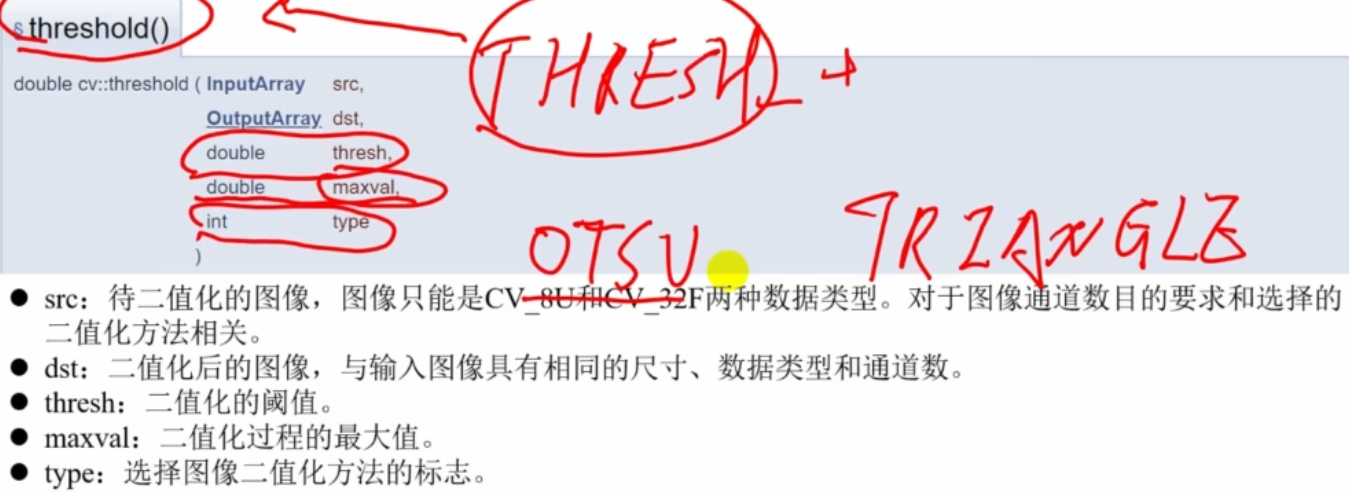 § threshold()
THRESH_ +
double cv::threshold ( InputArray src,
OutputArray dst,
double thresh,
double maxval,
int type
)
OTSU TRIANGLE
● src：待二值化的图像，图像只能是CV_8U和CV_32F两种数据类型。对于图像通道数目的要求和选择的
二值化方法相关。
● dst：二值化后的图像，与输入图像具有相同的尺寸、数据类型和通道数。
● thresh：二值化的阈值。
● maxval：二值化过程的最大值。
● type：选择图像二值化方法的标志。